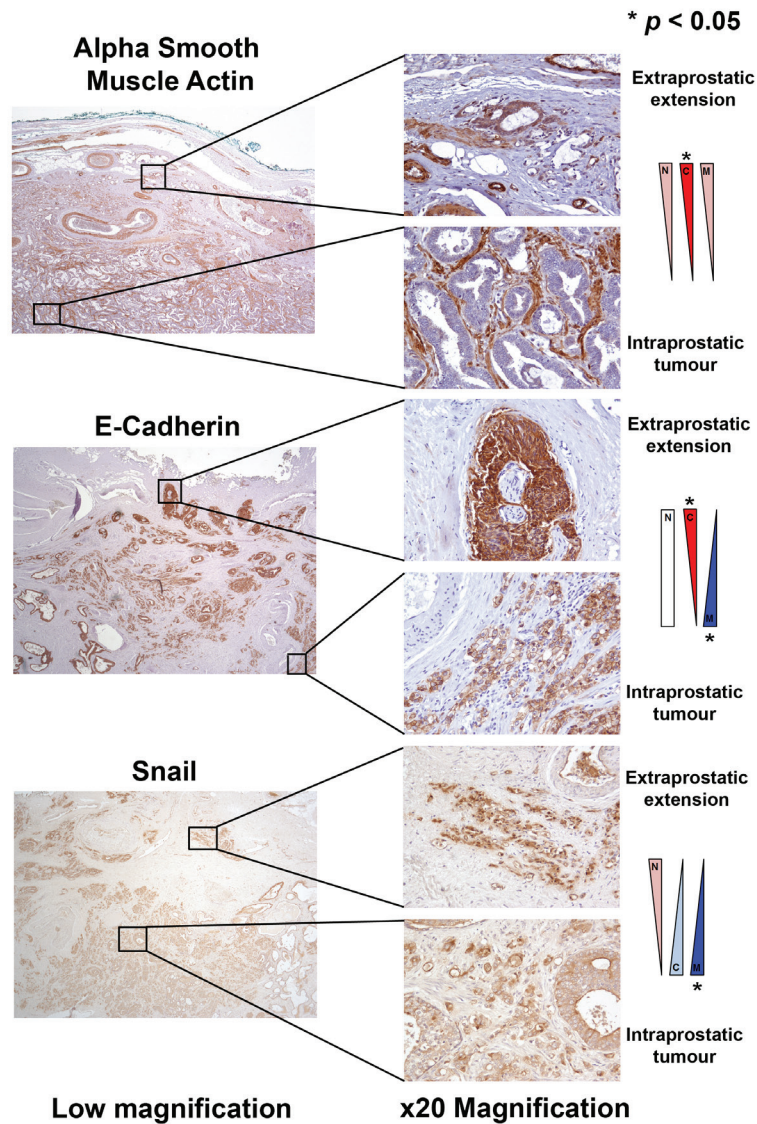 * p < 0.05
Alpha Smooth
Muscle Actin
Extraprostatic
extension
*
N C M
Intraprostatic
tumour
E-Cadherin
Extraprostatic
extension
*
N C M
*
Intraprostatic
tumour
Snail
Extraprostatic
extension
N C M
*
Intraprostatic
tumour
Low magnification
x20 Magnification